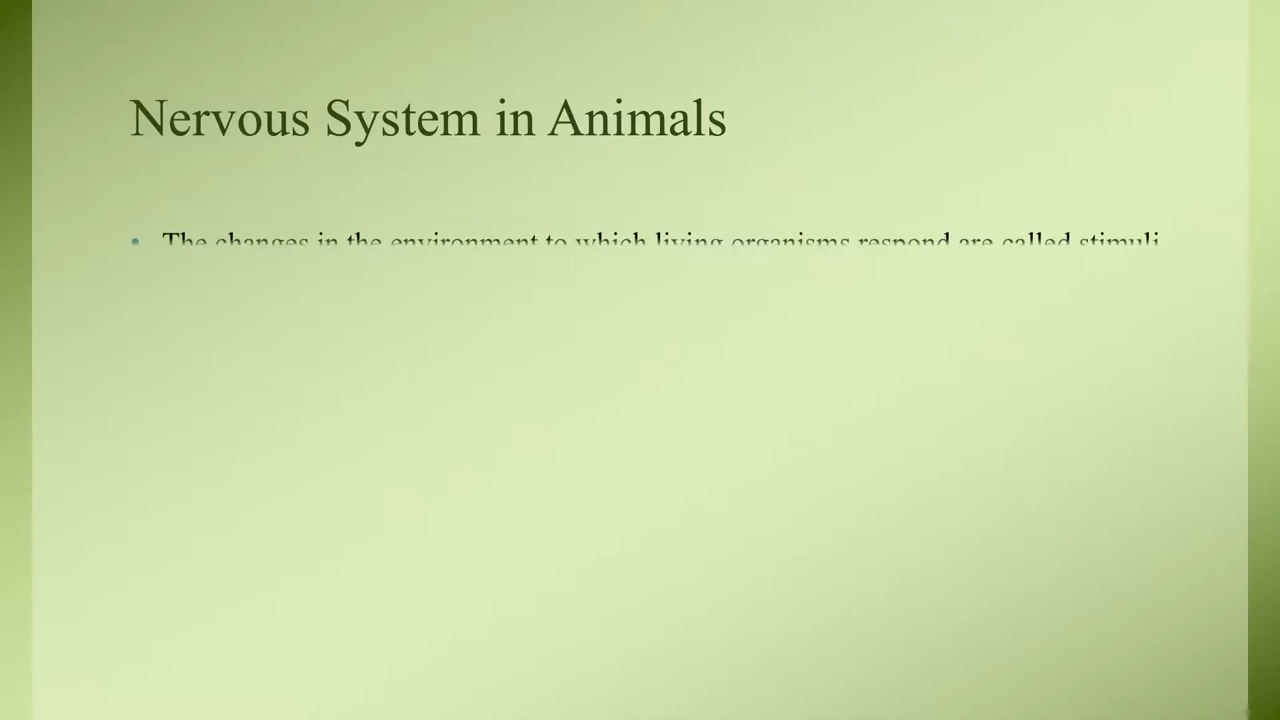 Nervous System in Animals
• The changes in the environment to which living organisms respond are called stimuli